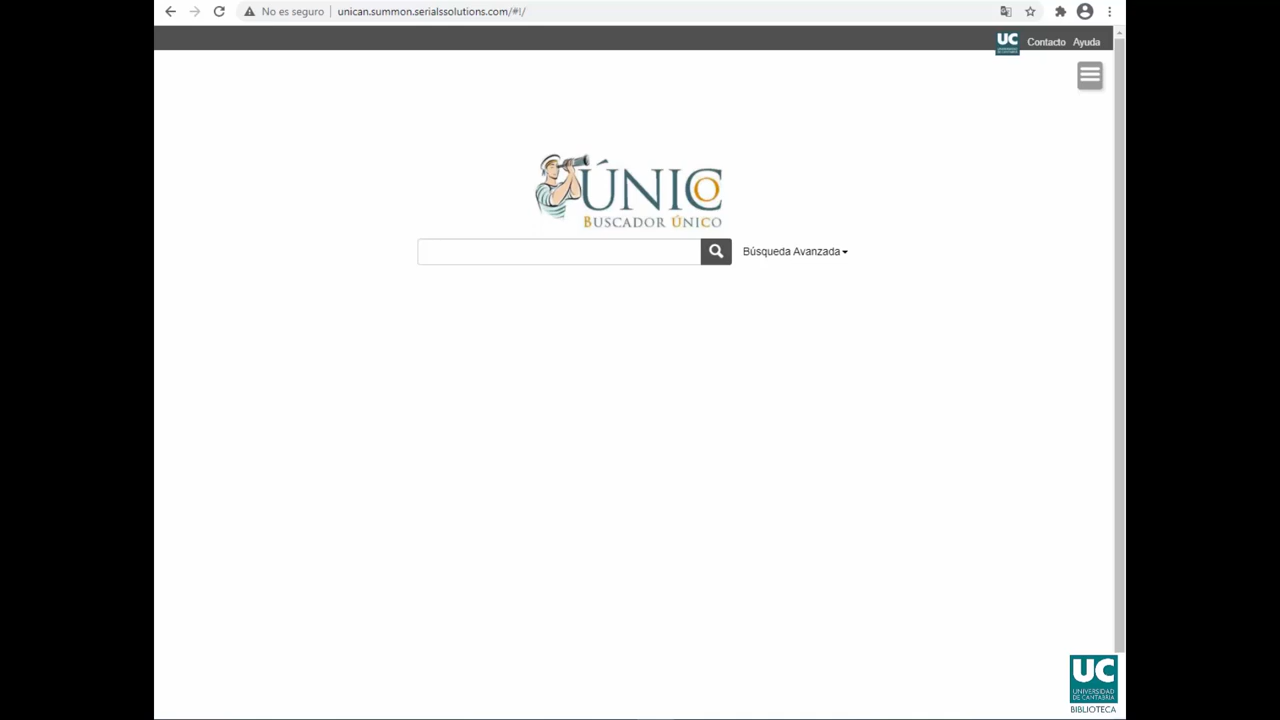 No es seguro
unican.summon.serialssolutions.com/#!/
UC
Contacto
Ayuda
ÚNICO
BUSCADOR ÚNICO
Búsqueda Avanzada
UC
UNIVERSIDAD
DE CANTABRIA
BIBLIOTECA